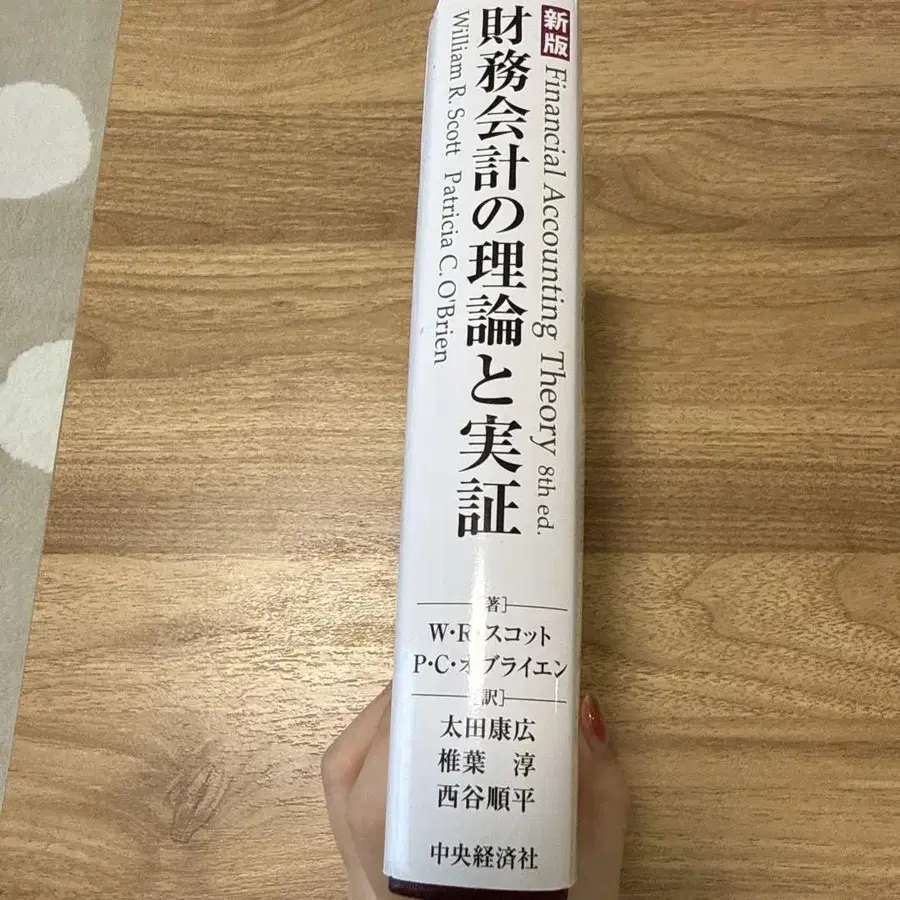 新版
Financial Accounting Theory 8th ed.
財務会計の理論と実証
William R. Scott Patricia C. O'Brien
[著]
W・R・スコット
P・C・オブライエン
[訳]
太田康広
椎葉 淳
西谷順平
中央経済社